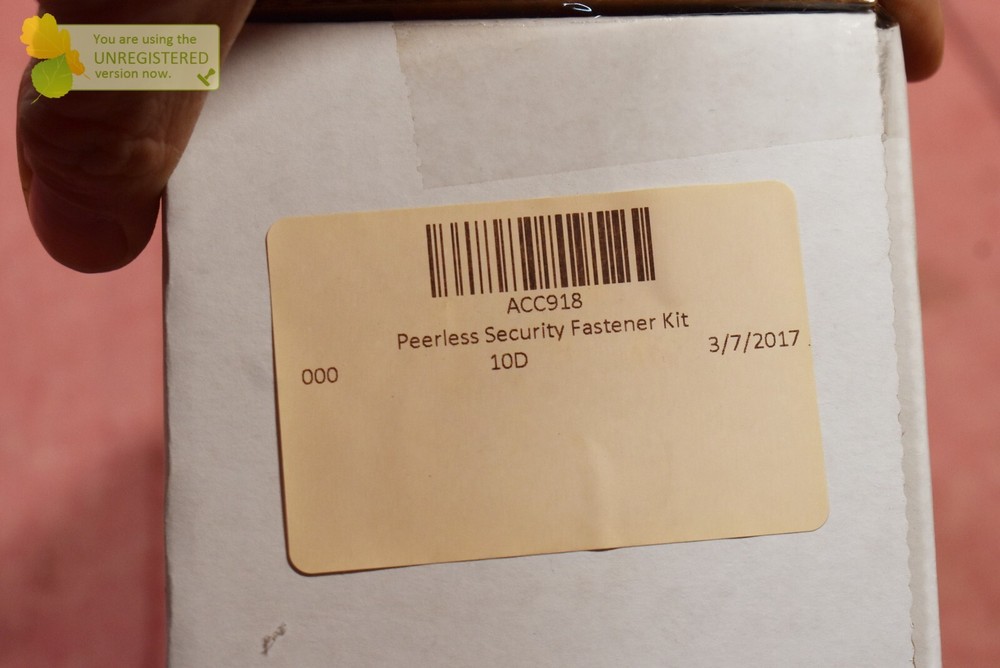 You are using the
UNREGISTERED
version now.
ACC918
Peerless Security Fastener Kit
10D
3/7/2017
000